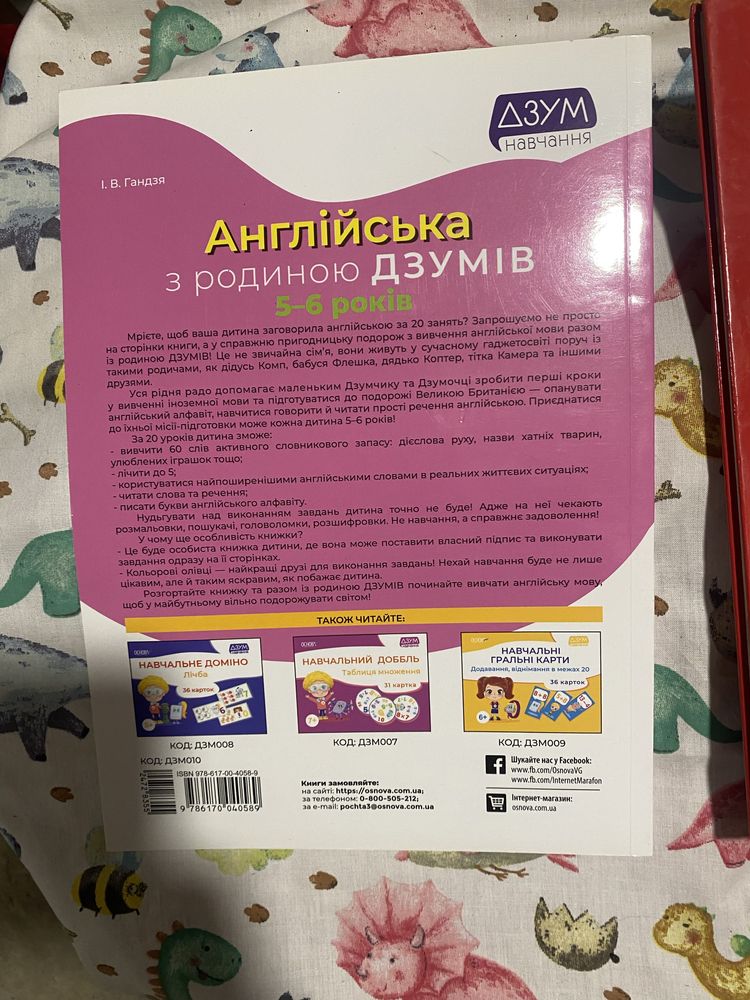 ДЗУМ
навчання
І. В. Гандзя
Англійська
з родиною ДЗУМІВ
5–6 років
Мрієте, щоб ваша дитина заговорила англійською за 20 занять? Запрошуємо не просто
на сторінки книги, а у справжню пригодницьку подорож з вивчення англійської мови разом
із родиною ДЗУМІВ! Це не звичайна сім'я, вони живуть у сучасному гаджетосвіті поруч із
такими родичами, як дідусь Комп, бабуся Флешка, дядько Коптер, тітка Камера та іншими
друзями.
Уся рідня радо допомагає маленьким Дзумчику та Дзумочці зробити перші кроки
у вивченні іноземної мови та підготуватися до подорожі Великою Британією — опанувати
англійський алфавіт, навчитися говорити й читати прості речення англійською. Приєднатися
до їхньої місії-підготовки може кожна дитина 5–6 років!
За 20 уроків дитина зможе:
- вивчити 60 слів активного словникового запасу: дієслова руху, назви хатніх тварин,
улюблених іграшок тощо;
- лічити до 5;
- користуватися найпоширенішими англійськими словами в реальних життєвих ситуаціях;
- читати слова та речення;
- писати букви англійського алфавіту.
Нудьгувати над виконанням завдань дитина точно не буде! Адже на неї чекають
розмальовки, пошукачі, головоломки, розшифровки. Не навчання, а справжнє задоволення!
У чому ще особливість книжки?
- Це буде особиста книжка дитини, де вона може поставити власний підпис та виконувати
завдання одразу на її сторінках.
- Кольорові олівці — найкращі друзі для виконання завдань! Нехай навчання буде не лише
цікавим, але й таким яскравим, як побажає дитина.
Розгортайте книжку та разом із родиною ДЗУМІВ починайте вивчати англійську мову,
щоб у майбутньому вільно подорожувати світом!
ТАКОЖ ЧИТАЙТЕ:
ОСНОВА
ДЗУМ
НАВЧАЛЬНЕ ДОМІНО
Лічба
36 карток
КОД: ДЗМ008
ОСНОВА
ДЗУМ
НАВЧАЛЬНИЙ ДОББЛЬ
Таблиця множення
31 картка
7+
КОД: ДЗМ007
ДЗУМ
НАВЧАЛЬНІ
ГРАЛЬНІ КАРТИ
Додавання, віднімання в межах 20
36 карток
6+
КОД: ДЗМ009
КОД: ДЗМ010
ISBN 978-617-00-4058-9
9 786170 040589
Книги замовляйте:
на сайті: https://osnova.com.ua;
за телефоном: 0-800-505-212;
за e-mail: pochta3@osnova.com.ua
Шукайте нас у Facebook:
www.fb.com/OsnovaVG
www.fb.com/InternetMarafon
Інтернет-магазин:
osnova.com.ua